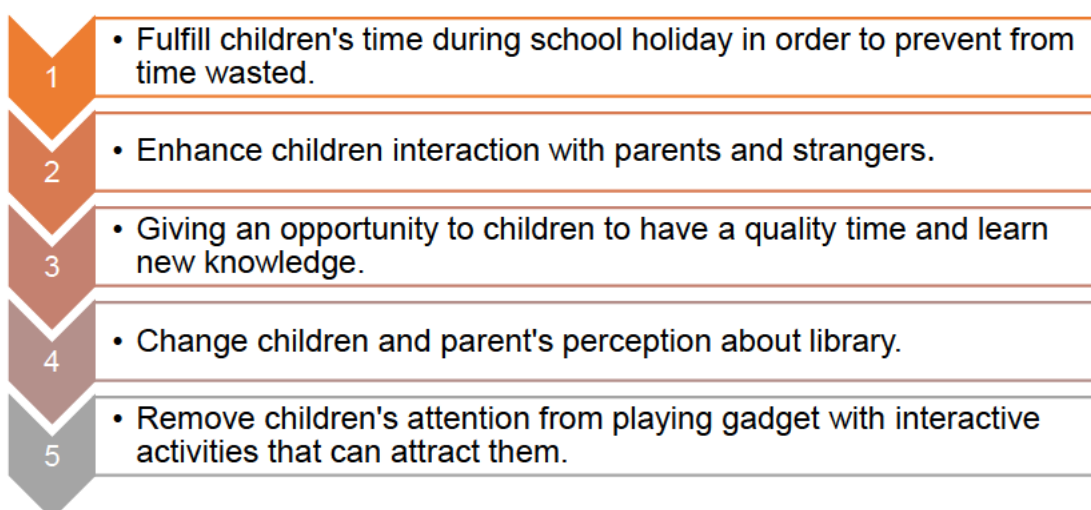 1
• Fulfill children's time during school holiday in order to prevent from
time wasted.
2
• Enhance children interaction with parents and strangers.
3
• Giving an opportunity to children to have a quality time and learn
new knowledge.
4
• Change children and parent's perception about library.
5
• Remove children's attention from playing gadget with interactive
activities that can attract them.